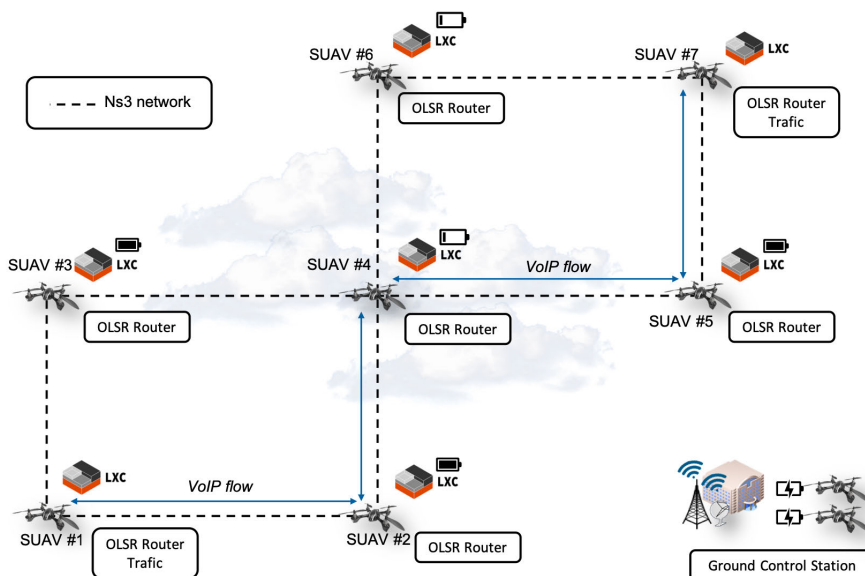 SUAV #6
LXC
SUAV #7
LXC
Ns3 network
OLSR Router
OLSR Router
Trafic
SUAV #3
LXC
SUAV #4
LXC
VoIP flow
LXC
OLSR Router
OLSR Router
SUAV #5
OLSR Router
LXC
VoIP flow
LXC
SUAV #1
OLSR Router
Trafic
SUAV #2
OLSR Router
Ground Control Station